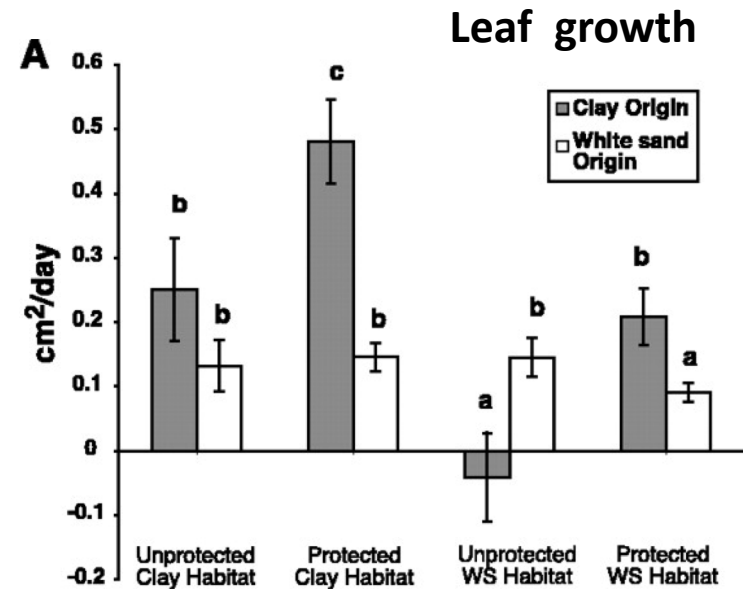 Leaf growth
A
cm²/day
0.6
0.5
0.4
0.3
0.2
0.1
0
-0.1
-0.2
Clay Origin
White sand
Origin
b
b
c
b
a
b
b
a
Unprotected
Clay Habitat
Protected
Clay Habitat
Unprotected
WS Habitat
Protected
WS Habitat